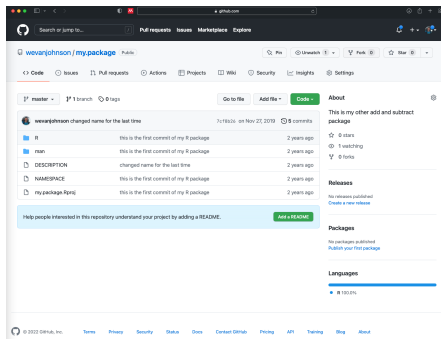 github.com
Search or jump to...
/
Pull requests Issues Marketplace Explore
wevanjohnson / my.package Public
Pin
Unwatch 1
Fork 0
Star 0
Code
Issues
Pull requests
Actions
Projects
Wiki
Security
Insights
Settings
master
1 branch
0 tags
Go to file
Add file
Code
wevanjohnson changed name for the last time
on Nov 27, 2019
5 commits
R this is the first commit of my R package 2 years ago
man this is the first commit of my R package 2 years ago
DESCRIPTION changed name for the last time 2 years ago
NAMESPACE this is the first commit of my R package 2 years ago
my.package.Rproj this is the first commit of my R package 2 years ago
Help people interested in this repository understand your project by adding a README.
Add a README
About
This is my other add and subtract
package
0 stars
1 watching
0 forks
Releases
No releases published
Create a new release
Packages
No packages published
Publish your first package
Languages
R 100.0%
© 2022 GitHub, Inc. Terms Privacy Security Status Docs Contact GitHub Pricing API Training Blog About